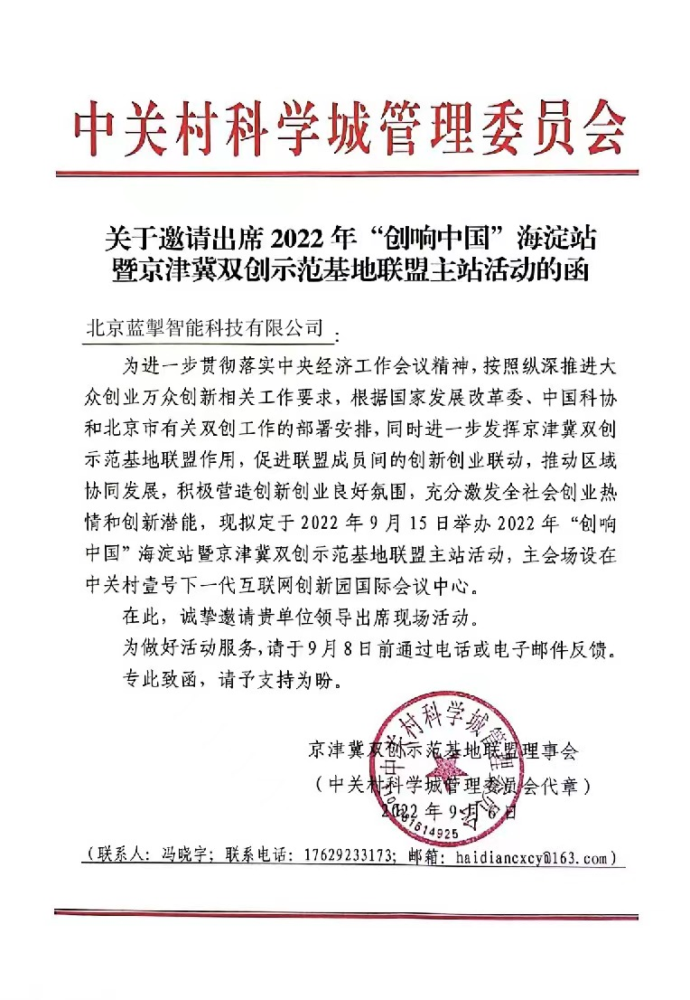 中关村科学城管理委员会
关于邀请出席 2022 年“创响中国”海淀站
暨京津冀双创示范基地联盟主站活动的函
北京蓝掣智能科技有限公司：
为进一步贯彻落实中央经济工作会议精神，按照纵深推进大
众创业万众创新相关工作要求，根据国家发展改革委、中国科协
和北京市有关双创工作的部署安排，同时进一步发挥京津冀双创
示范基地联盟作用，促进联盟成员间的创新创业联动，推动区域
协同发展，积极营造创新创业良好氛围，充分激发全社会创业热
情和创新潜能，现拟定于 2022 年 9 月 15 日举办 2022 年“创响
中国”海淀站暨京津冀双创示范基地联盟主站活动，主会场设在
中关村壹号下一代互联网创新园国际会议中心。
在此，诚挚邀请贵单位领导出席现场活动。
为做好活动服务，请于 9 月 8 日前通过电话或电子邮件反馈。
专此致函，请予支持为盼。
京津冀双创示范基地联盟理事会
（中关村科学城管理委员会代章）
2022 年 9 月 6 日
中关村科学城管理委员会
（联系人：冯晓宇；联系电话：17629233173；邮箱：haidiancxcy@163.com）